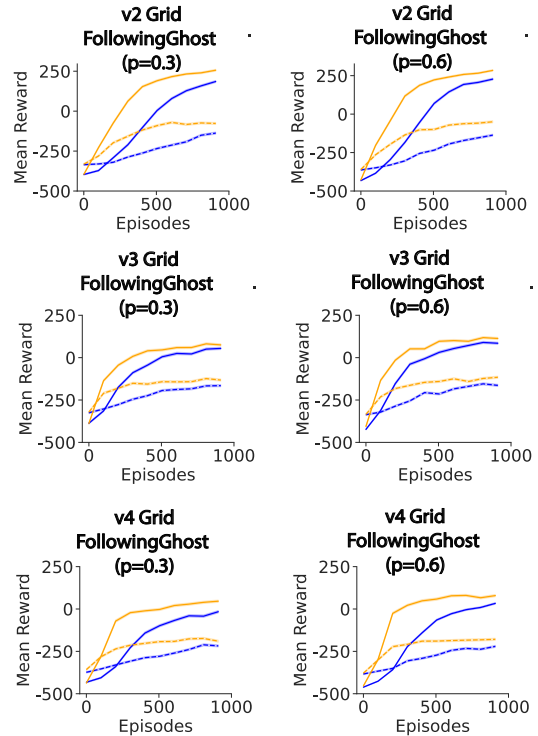 v2 Grid
FollowingGhost
(p=0.3)
250
0
-250
-500
Mean Reward
0
500
1000
Episodes
v2 Grid
FollowingGhost
(p=0.6)
250
0
-250
-500
Mean Reward
0
500
1000
Episodes
v3 Grid
FollowingGhost
(p=0.3)
250
0
-250
-500
Mean Reward
0
500
1000
Episodes
v3 Grid
FollowingGhost
(p=0.6)
250
0
-250
-500
Mean Reward
0
500
1000
Episodes
v4 Grid
FollowingGhost
(p=0.3)
250
0
-250
-500
Mean Reward
0
500
1000
Episodes
v4 Grid
FollowingGhost
(p=0.6)
250
0
-250
-500
Mean Reward
0
500
1000
Episodes